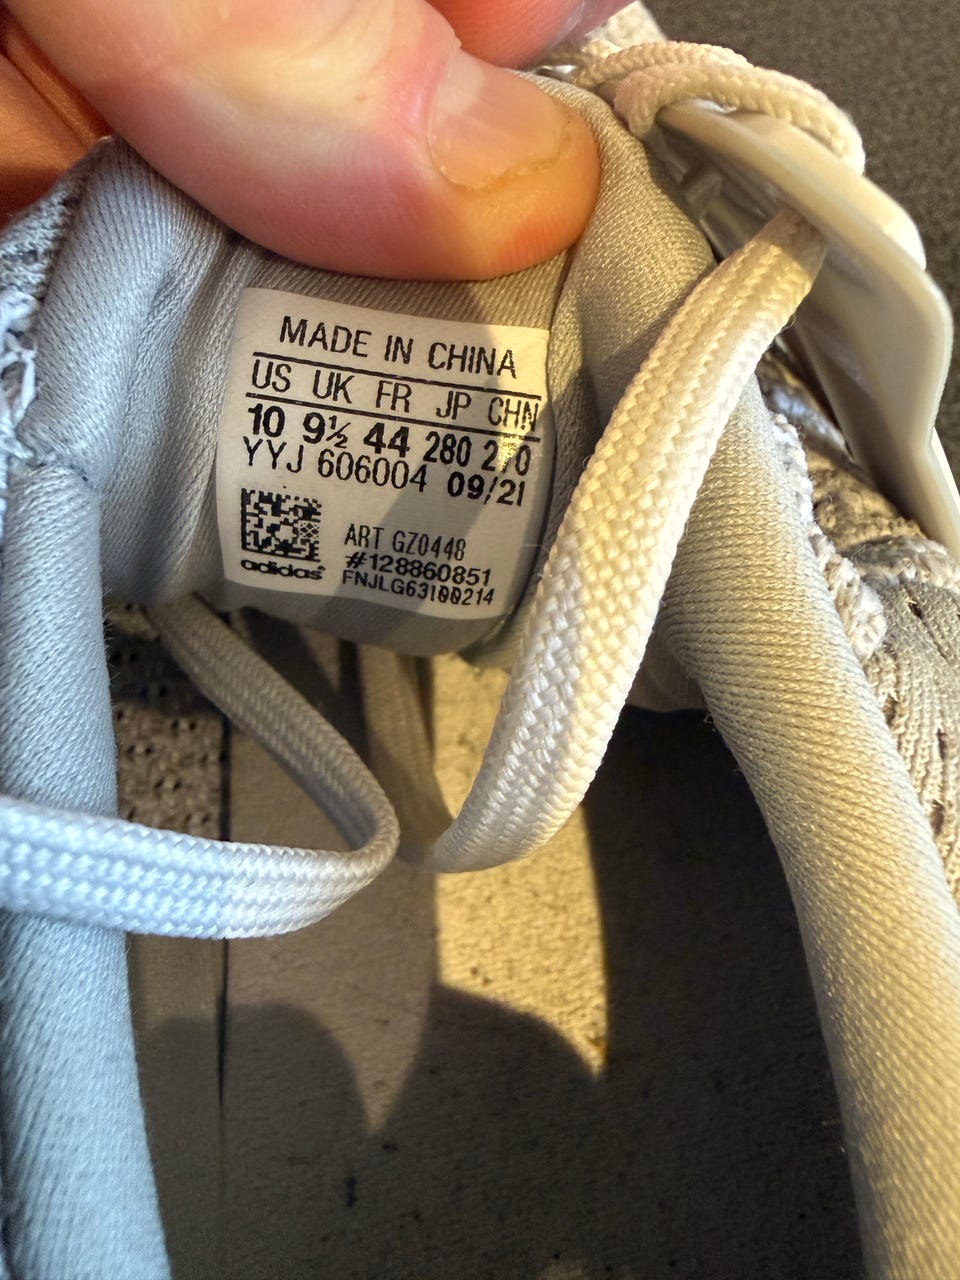 MADE IN CHINA
US UK FR JP CHN
10 9½ 44 280 270
YYJ 606004 09/21
ART GZ0448
#128860851
FNJLG63100214
adidas